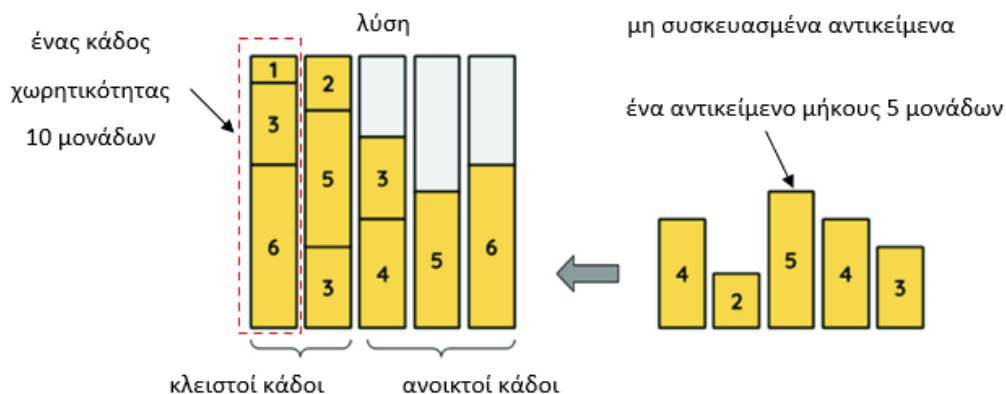 λύση
μη συσκευασμένα αντικείμενα
ένας κάδος
χωρητικότητας
10 μονάδων
ένα αντικείμενο μήκους 5 μονάδων
1
3
6
2
5
3
3
4
5
6
4
2
5
4
3
κλειστοί κάδοι
ανοικτοί κάδοι